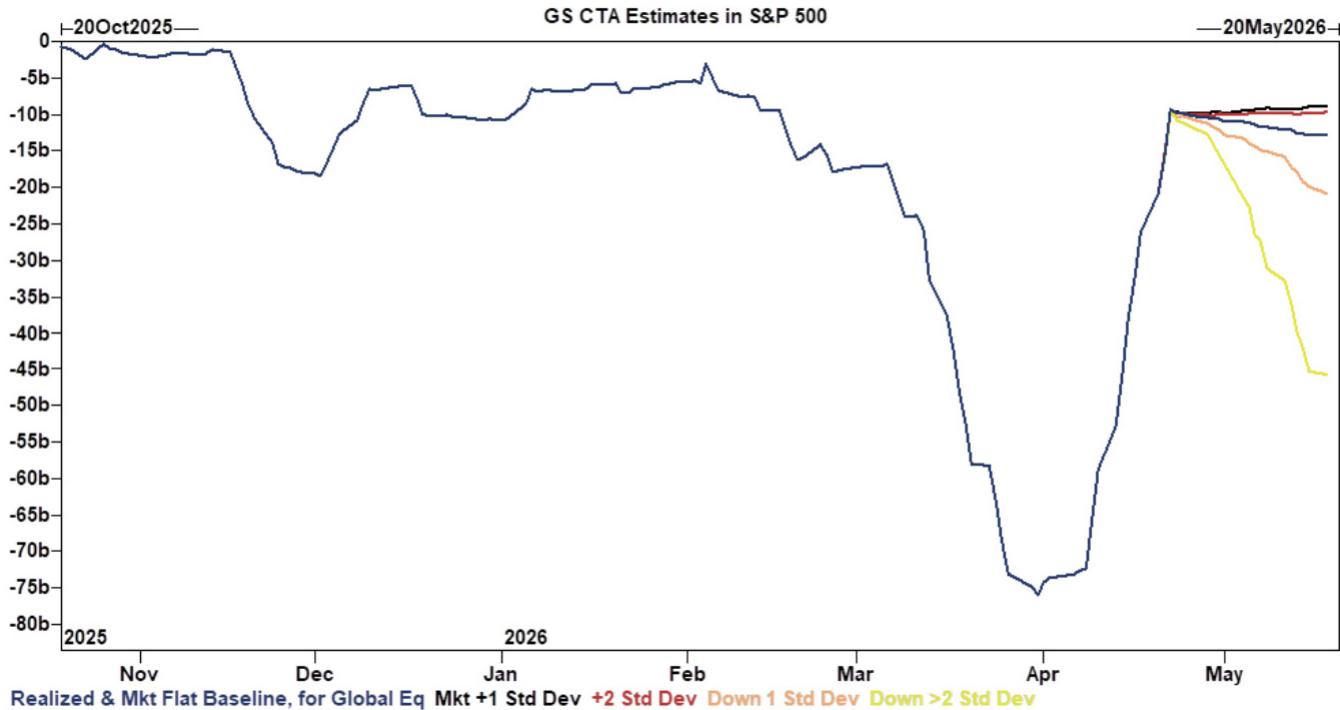 GS CTA Estimates in S&P 500
20Oct2025
20May2026
0
-5b
-10b
-15b
-20b
-25b
-30b
-35b
-40b
-45b
-50b
-55b
-60b
-65b
-70b
-75b
-80b
2025 2026
Nov Dec Jan Feb Mar Apr May
Realized & Mkt Flat Baseline, for Global Eq Mkt +1 Std Dev +2 Std Dev Down 1 Std Dev Down >2 Std Dev